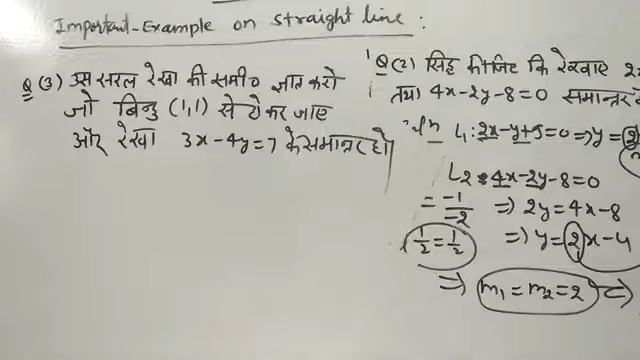 Important-Example on straight line :
Q (3) उस सरल रेखा की समी० ज्ञात करो
जो बिन्दु (1,1) से होकर जाए
और रेखा 3x-4y=7 के समान्तर हो
Q (2) सिद्ध कीजिए कि रेखाए 2x
तथा 4x-2y-8=0 समान्तर
L1: 2x-y+5=0 => y=2
L2: 4x-2y-8=0
= -1/-2 => 2y=4x-8
1/2 = 1/2 => y=2x-4
=> m1=m2=2